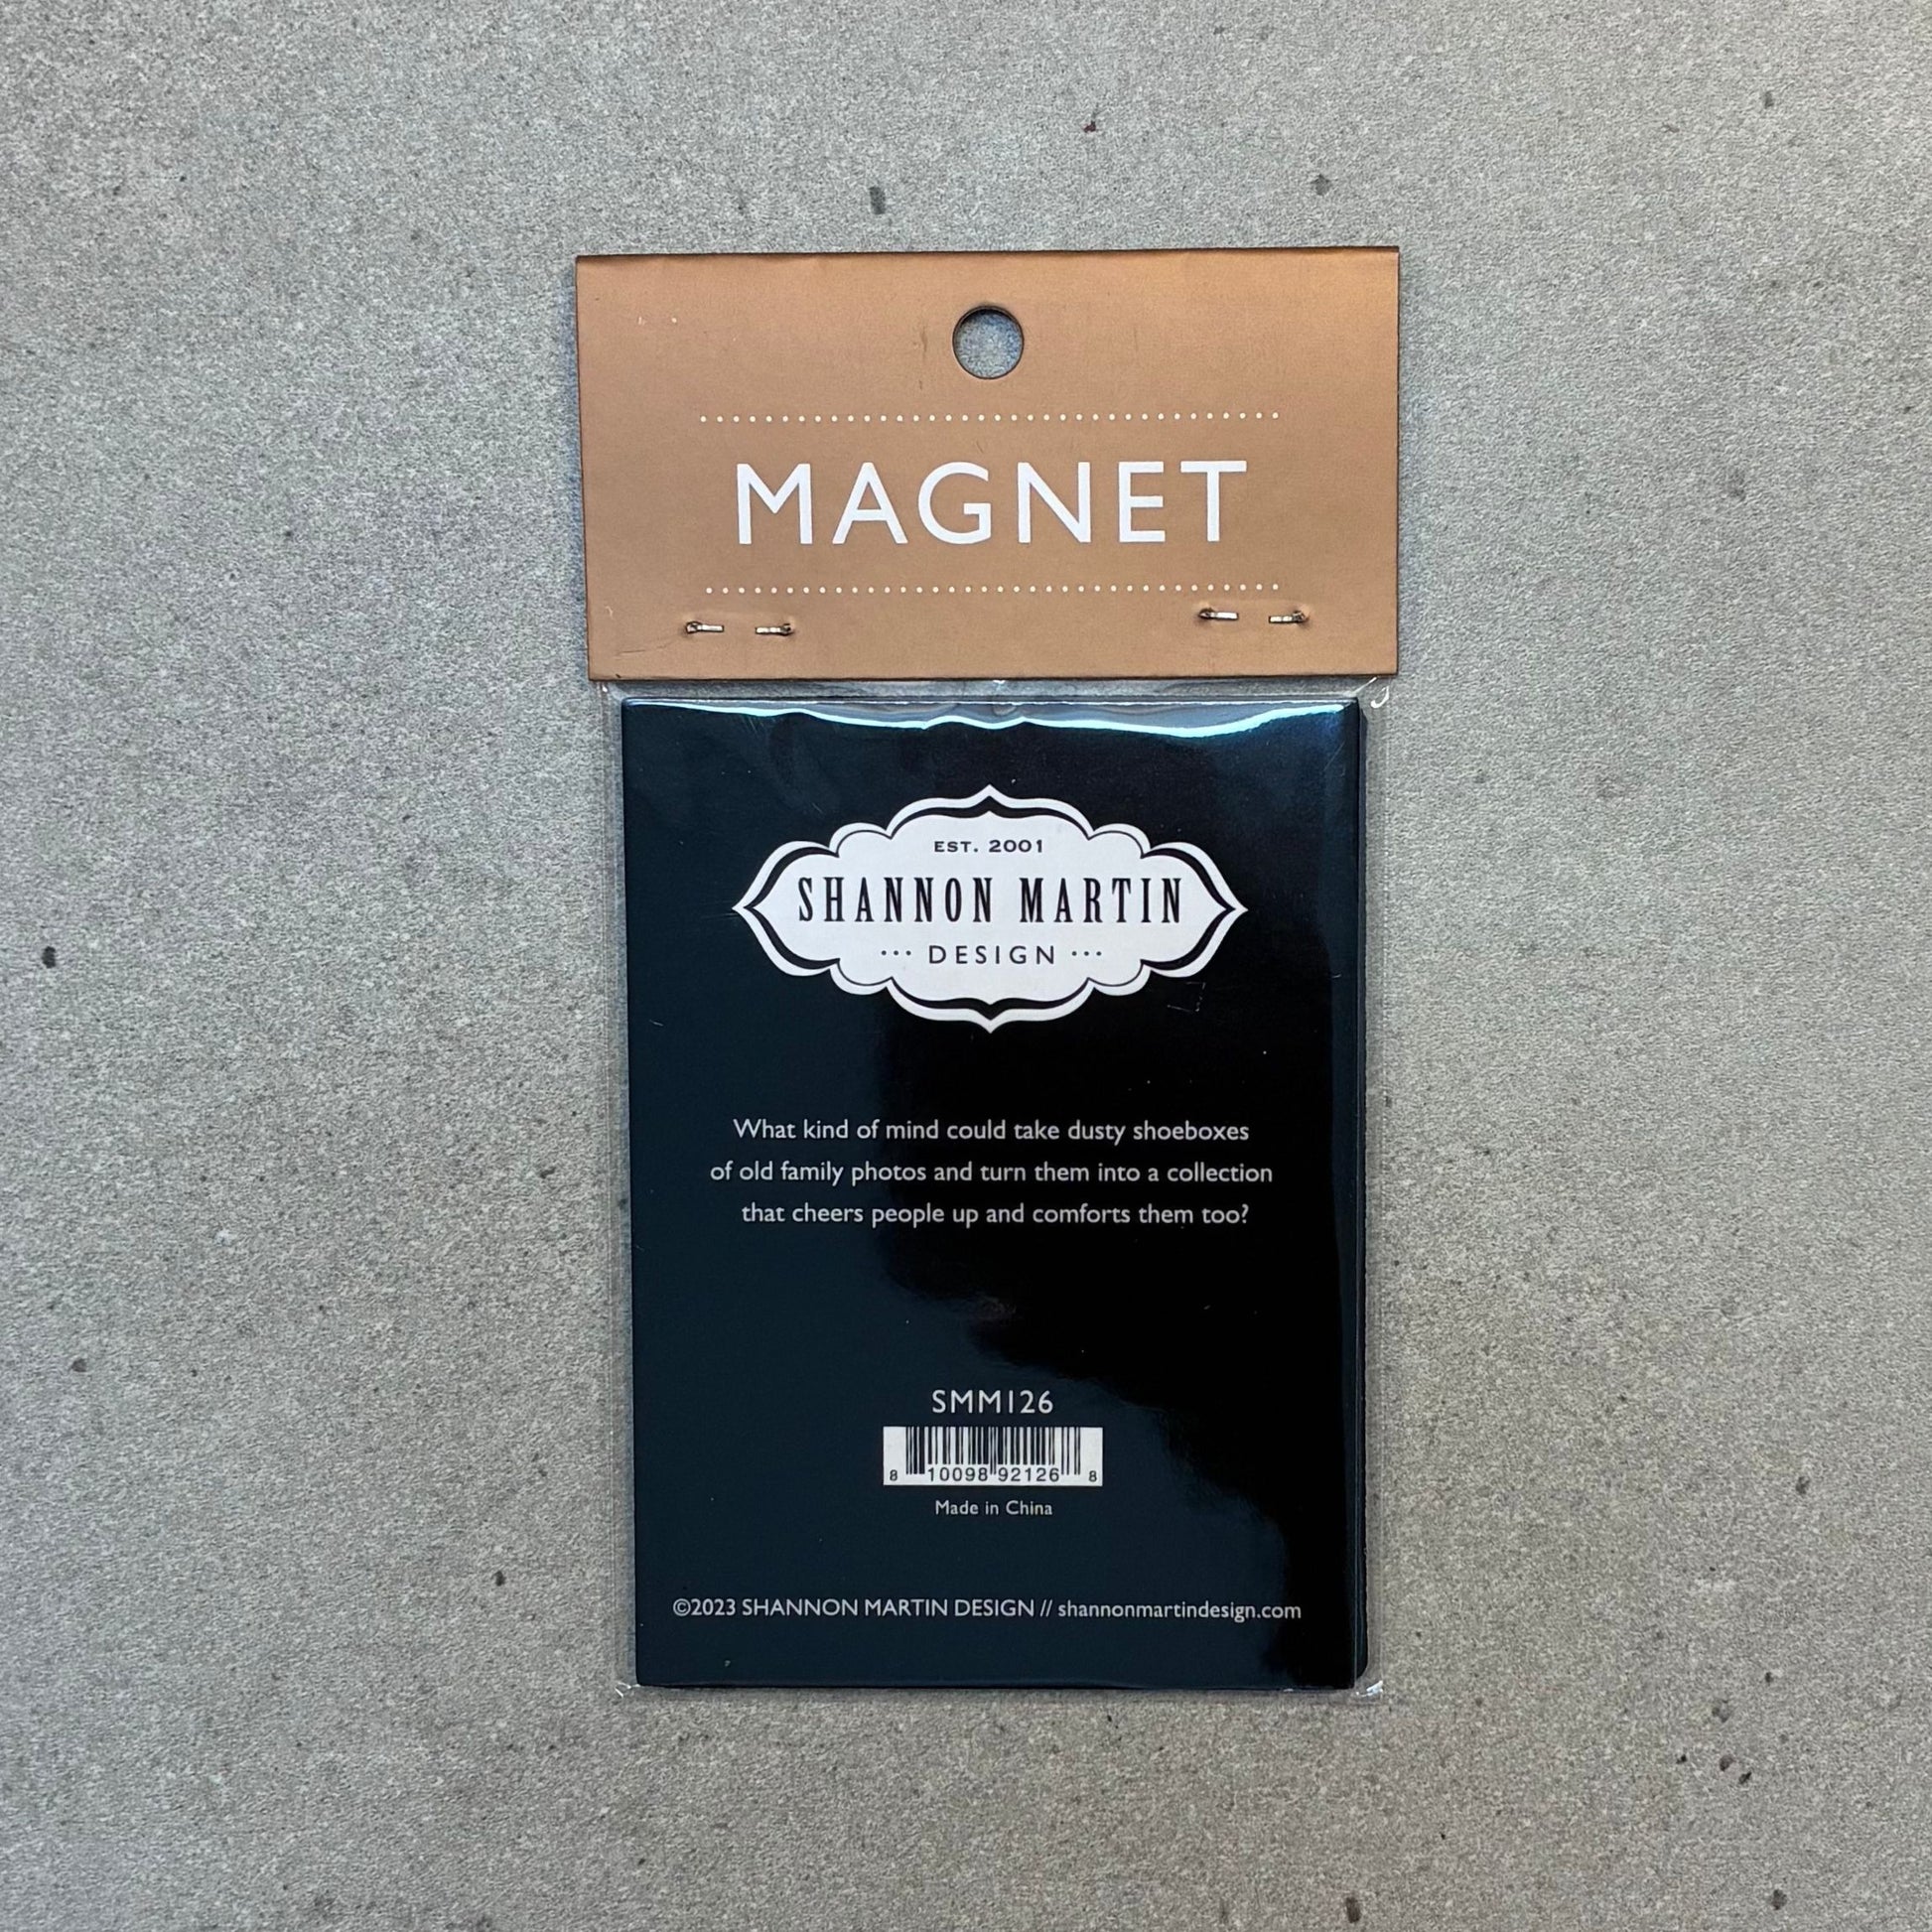 MAGNET
EST. 2001
SHANNON MARTIN
··· DESIGN ···
What kind of mind could take dusty shoeboxes
of old family photos and turn them into a collection
that cheers people up and comforts them too?
SMM126
8 10098 92126 8
Made in China
©2023 SHANNON MARTIN DESIGN // shannonmartindesign.com